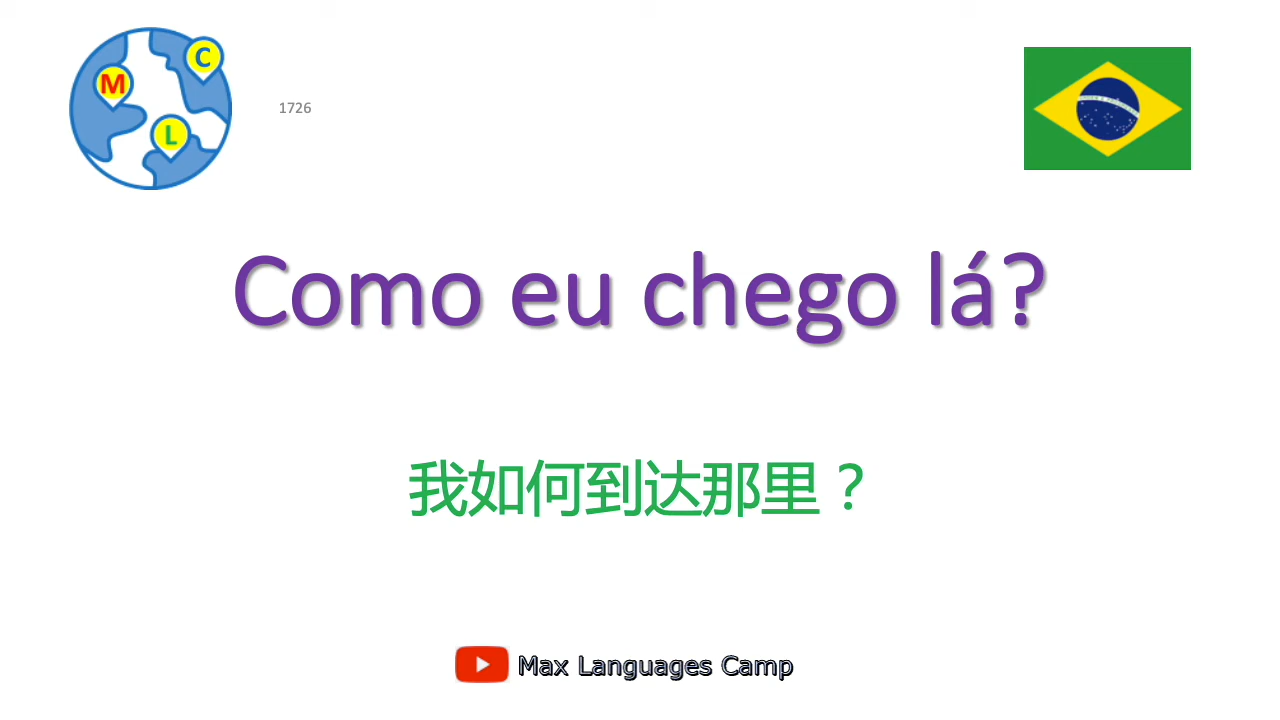 M
C
L
1726
Como eu chego lá?
我如何到达那里？
Max Languages Camp